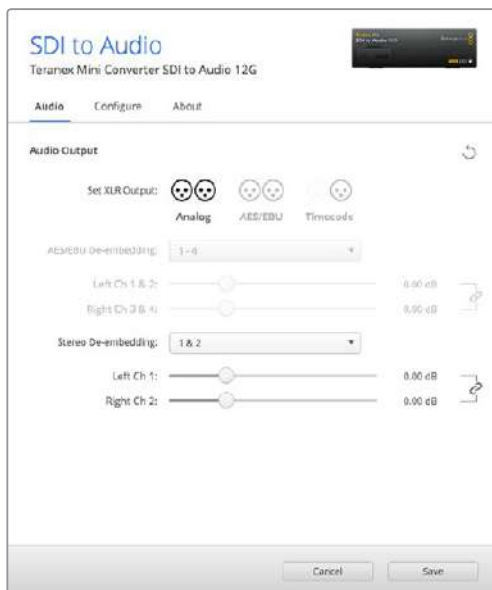 SDI to Audio
Teranex Mini Converter SDI to Audio 12G
Audio Configure About
Audio Output
Set XLR Output:
Analog AES/EBU Timecode
AES/EBU De-embedding: 1 - 4
Left Ch 1 & 2: 0.00 dB
Right Ch 3 & 4: 0.00 dB
Stereo De-embedding: 1 & 2
Left Ch 1: 0.00 dB
Right Ch 2: 0.00 dB
Cancel Save